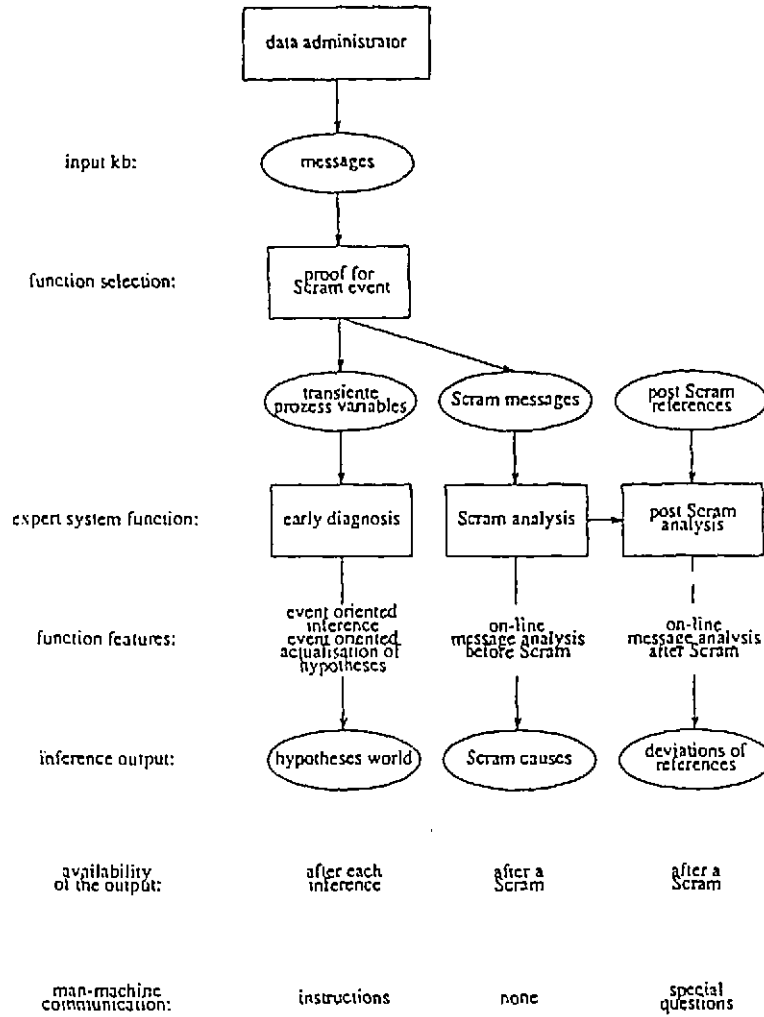 data administrator
input kb:
messages
function selection:
proof for
Scram event
transiente
prozess variables
Scram messages
post Scram
references
expert system function:
early diagnosis
Scram analysis
post Scram
analysis
function features:
event oriented
inference
event oriented
actualisation of
hypotheses
on-line
message analysis
before Scram
on-line
message analysis
after Scram
inference output:
hypotheses world
Scram causes
deviations of
references
availability
of the output:
after each
inference
after a
Scram
after a
Scram
man-machine
communication:
instructions
none
special
questions